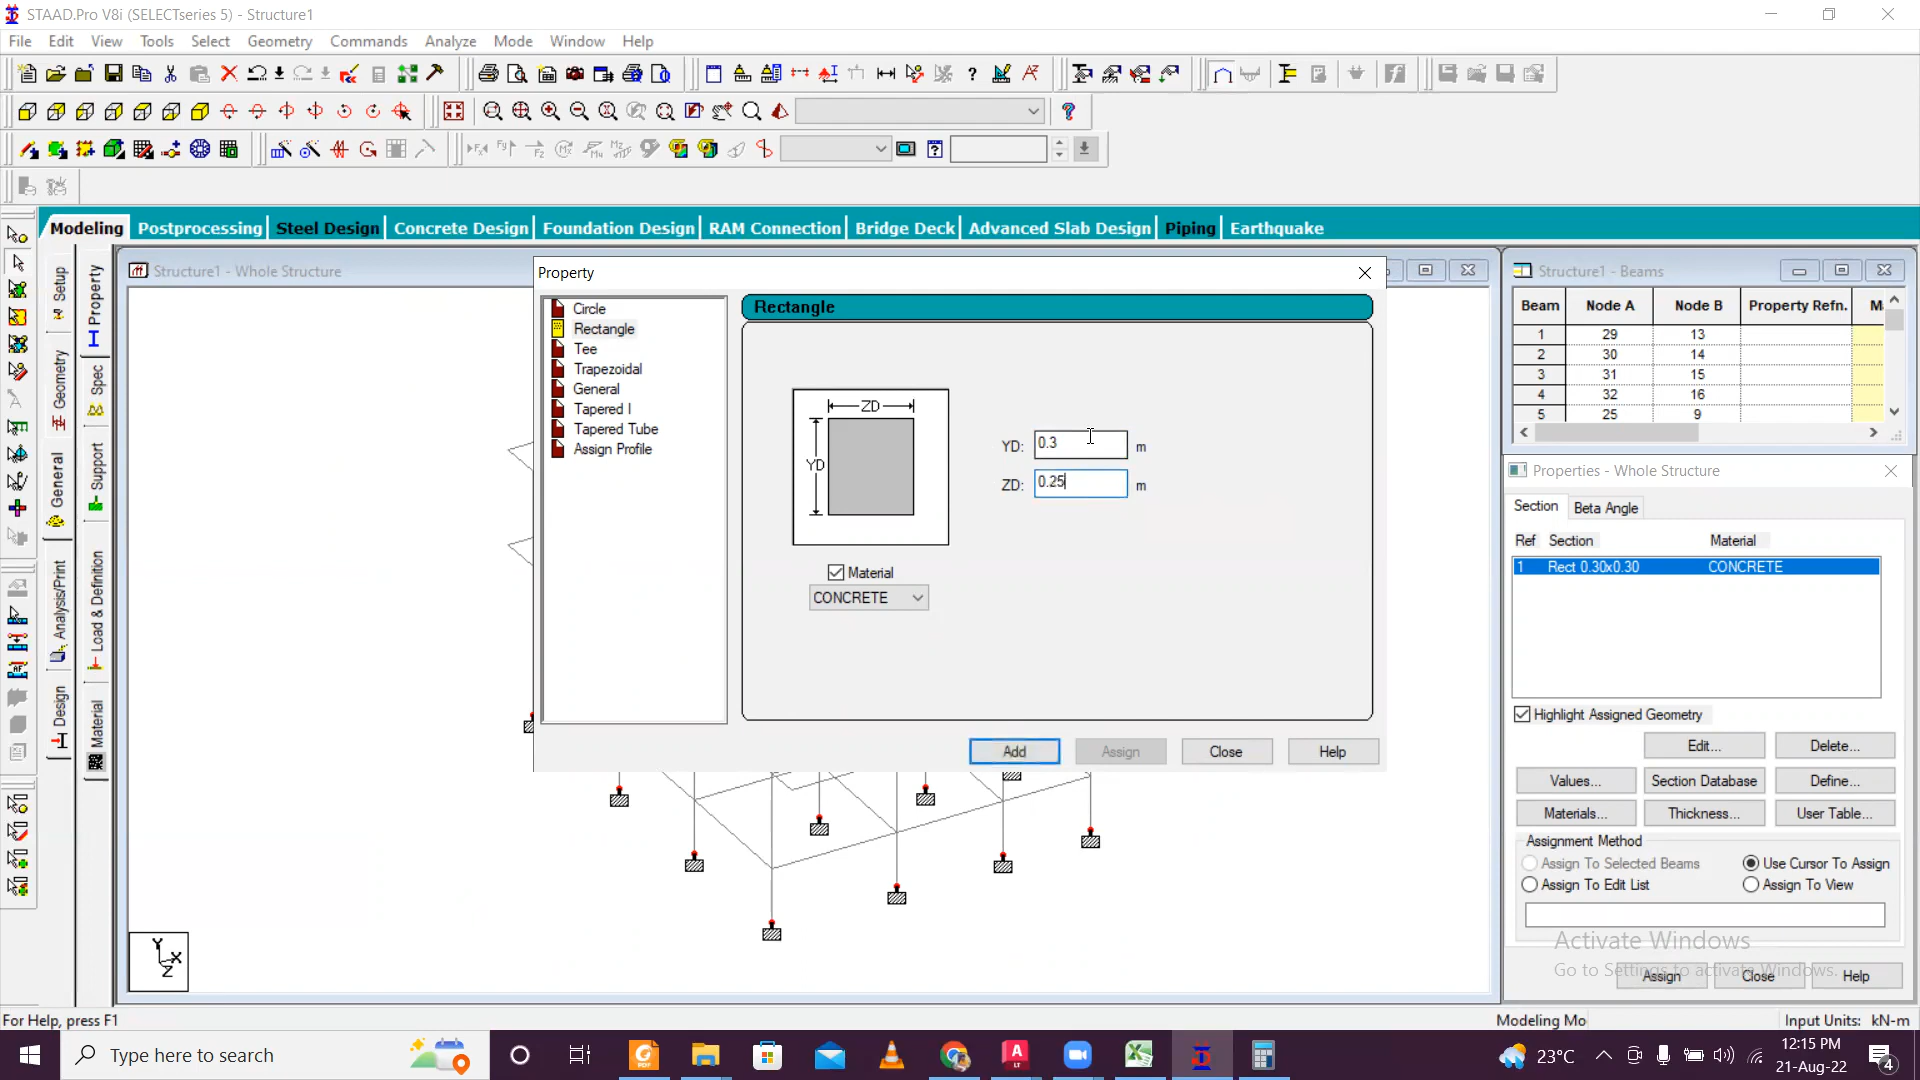 STAAD.Pro V8i (SELECTseries 5) - Structure1
File Edit View Tools Select Geometry Commands Analyze Mode Window Help
Modeling Postprocessing Steel Design Concrete Design Foundation Design RAM Connection Bridge Deck Advanced Slab Design Piping Earthquake
Setup
Geometry
General
Analysis/Print
Design
Property
Spec
Support
Load & Definition
Material
Structure1 - Whole Structure
Property
Circle
Rectangle
Tee
Trapezoidal
General
Tapered I
Tapered Tube
Assign Profile
Rectangle
ZD
YD
YD: 0.3 m
ZD: 0.25 m
Material
CONCRETE
Add Assign Close Help
Y
X
Z
Structure1 - Beams
Beam Node A Node B Property Refn. M
1 29 13
2 30 14
3 31 15
4 32 16
5 25 9
Properties - Whole Structure
Section Beta Angle
Ref Section Material
1 Rect 0.30x0.30 CONCRETE
Highlight Assigned Geometry
Edit... Delete...
Values... Section Database Define...
Materials... Thickness... User Table...
Assignment Method
Assign To Selected Beams Use Cursor To Assign
Assign To Edit List Assign To View
Activate Windows
Go to Settings to activate Windows.
Assign Close Help
For Help, press F1
Modeling Mo
Input Units: kN-m
Type here to search
23°C
12:15 PM
21-Aug-22
4